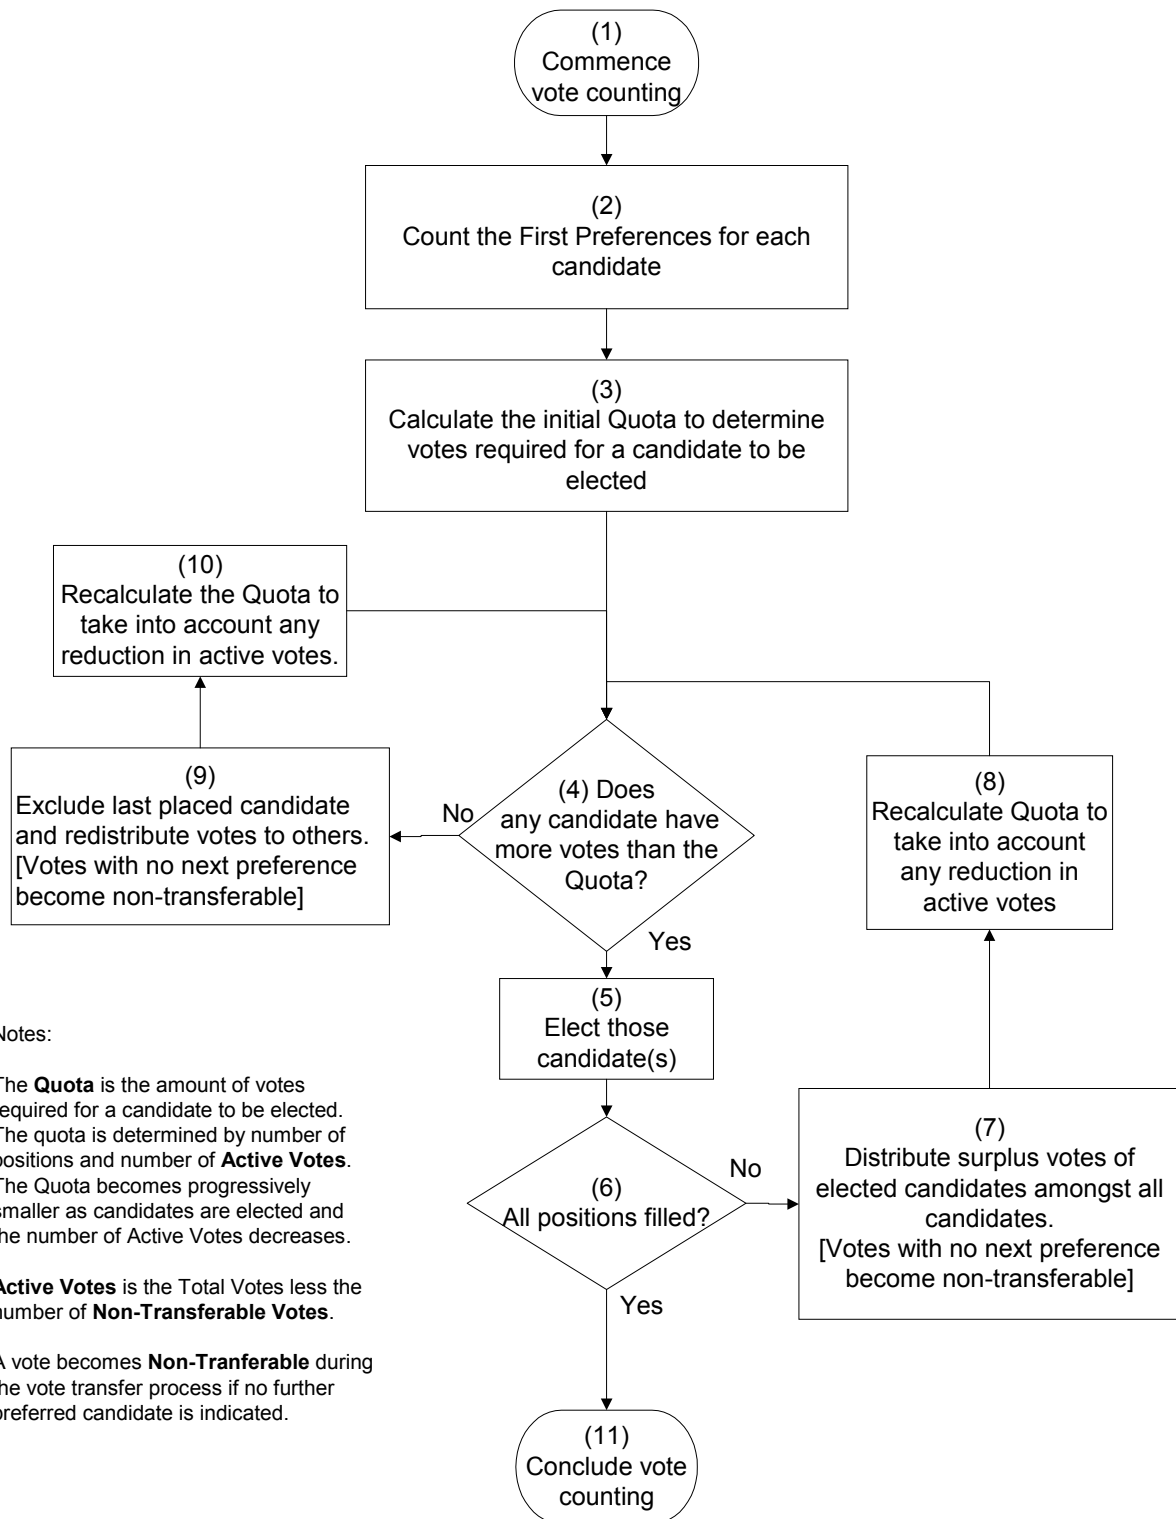 (1)
Commence
vote counting
(2)
Count the First Preferences for each
candidate
(3)
Calculate the initial Quota to determine
votes required for a candidate to be
elected
(10)
Recalculate the Quota to
take into account any
reduction in active votes.
(9)
Exclude last placed candidate
and redistribute votes to others.
[Votes with no next preference
become non-transferable]
No
(4) Does
any candidate have
more votes than the
Quota?
Yes
(8)
Recalculate Quota to
take into account
any reduction in
active votes
(5)
Elect those
candidate(s)
(6)
All positions filled?
No
Yes
(7)
Distribute surplus votes of
elected candidates amongst all
candidates.
[Votes with no next preference
become non-transferable]
(11)
Conclude vote
counting
Notes:
The Quota is the amount of votes
required for a candidate to be elected.
The quota is determined by number of
positions and number of Active Votes.
The Quota becomes progressively
smaller as candidates are elected and
the number of Active Votes decreases.
Active Votes is the Total Votes less the
number of Non-Transferable Votes.
A vote becomes Non-Tranferable during
the vote transfer process if no further
preferred candidate is indicated.